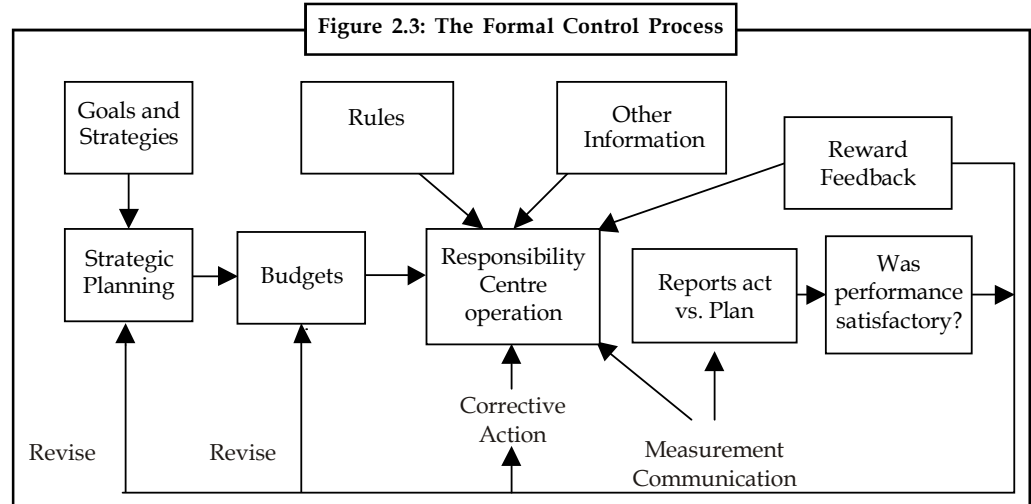 Figure 2.3: The Formal Control Process
Goals and
Strategies
Rules
Other
Information
Reward
Feedback
Strategic
Planning
Budgets
Responsibility
Centre
operation
Reports act
vs. Plan
Was
performance
satisfactory?
Corrective
Action
Revise
Revise
Measurement
Communication